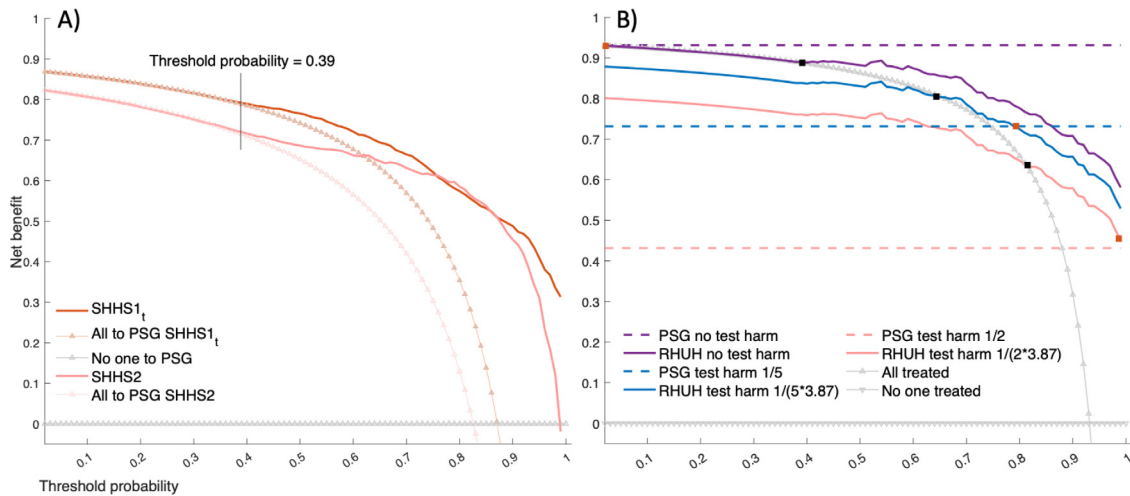 A)
Threshold probability = 0.39
1
0.9
0.8
0.7
0.6
0.5
0.4
0.3
0.2
0.1
0
Net benefit
SHHS1t
All to PSG SHHS1t
No one to PSG
SHHS2
All to PSG SHHS2
0.1 0.2 0.3 0.4 0.5 0.6 0.7 0.8 0.9 1
Threshold probability
B)
1
0.9
0.8
0.7
0.6
0.5
0.4
0.3
0.2
0.1
0
PSG no test harm
RHUH no test harm
PSG test harm 1/5
RHUH test harm 1/(5*3.87)
PSG test harm 1/2
RHUH test harm 1/(2*3.87)
All treated
No one treated
0.1 0.2 0.3 0.4 0.5 0.6 0.7 0.8 0.9 1